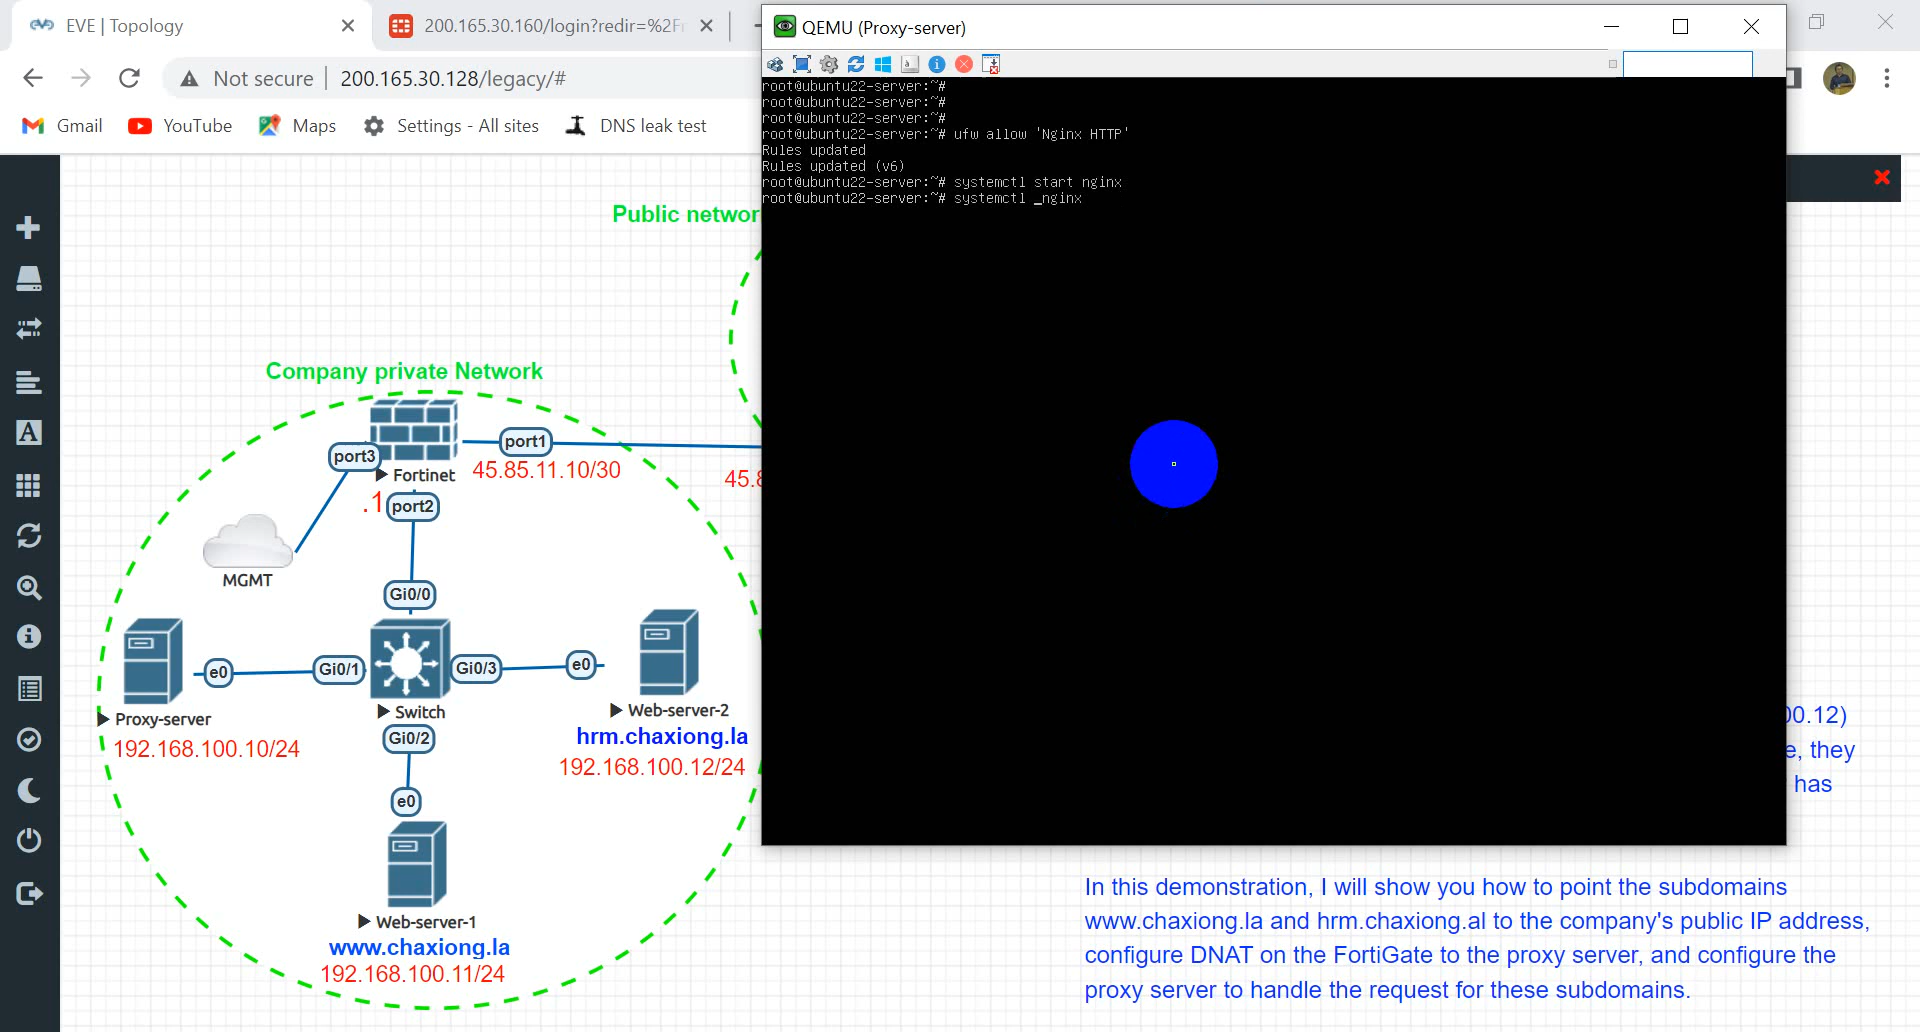 EVE | Topology
200.165.30.160/login?redir=%2F
QEMU (Proxy-server)
Not secure
200.165.30.128/legacy/#
Gmail
YouTube
Maps
Settings - All sites
DNS leak test
root@ubuntu22-server:~#
root@ubuntu22-server:~#
root@ubuntu22-server:~#
root@ubuntu22-server:~# ufw allow 'Nginx HTTP'
Rules updated
Rules updated (v6)
root@ubuntu22-server:~# systemctl start nginx
root@ubuntu22-server:~# systemctl _nginx
Public networ
Company private Network
port1
port3
Fortinet
45.85.11.10/30
45.8
.1
port2
MGMT
Gi0/0
e0
Gi0/1
Gi0/3
e0
Proxy-server
Switch
Web-server-2
192.168.100.10/24
Gi0/2
hrm.chaxiong.la
192.168.100.12/24
e0
Web-server-1
www.chaxiong.la
192.168.100.11/24
00.12)
e, they
has
In this demonstration, I will show you how to point the subdomains
www.chaxiong.la and hrm.chaxiong.al to the company's public IP address,
configure DNAT on the FortiGate to the proxy server, and configure the
proxy server to handle the request for these subdomains.